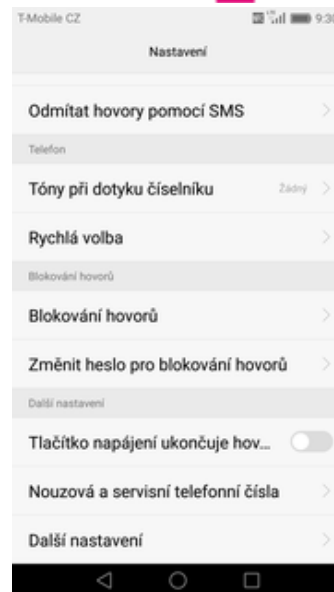 T-Mobile CZ 9:30
Nastavení
Odmítat hovory pomocí SMS
Telefon
Tóny při dotyku číselníku Žádný
Rychlá volba
Blokování hovorů
Blokování hovorů
Změnit heslo pro blokování hovorů
Další nastavení
Tlačítko napájení ukončuje hov...
Nouzová a servisní telefonní čísla
Další nastavení